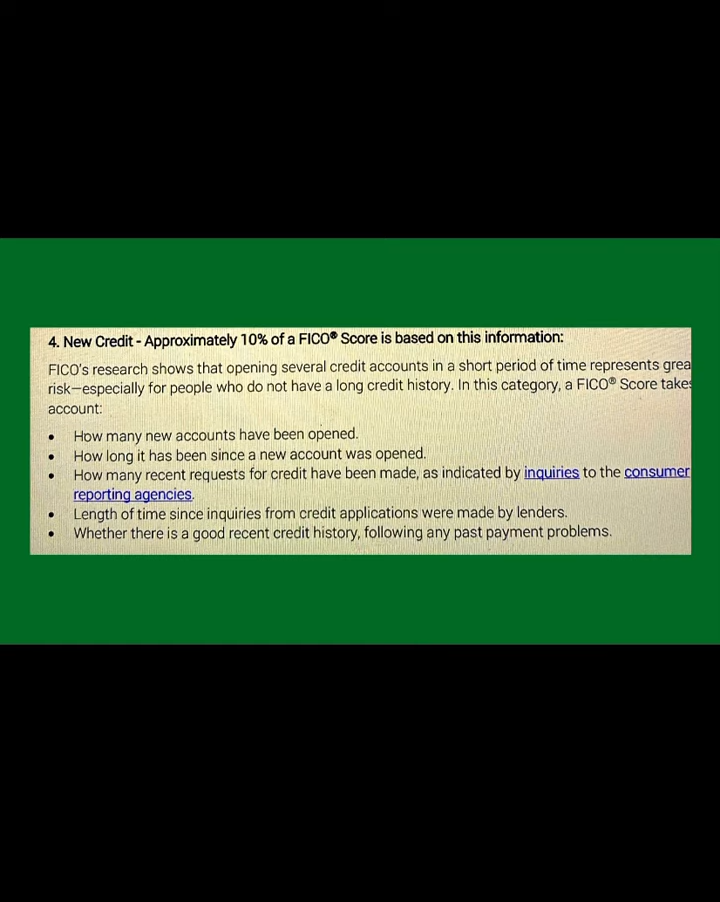 4. New Credit - Approximately 10% of a FICO® Score is based on this information:
FICO's research shows that opening several credit accounts in a short period of time represents grea
risk—especially for people who do not have a long credit history. In this category, a FICO® Score takes
account:
• How many new accounts have been opened.
• How long it has been since a new account was opened.
• How many recent requests for credit have been made, as indicated by inquiries to the consumer
reporting agencies.
• Length of time since inquiries from credit applications were made by lenders.
• Whether there is a good recent credit history, following any past payment problems.